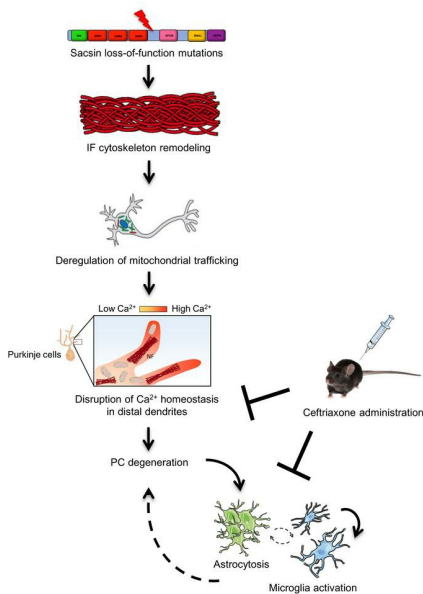 Sacsin loss-of-function mutations
IF cytoskeleton remodeling
Deregulation of mitochondrial trafficking
Low Ca²⁺ High Ca²⁺
NF
Purkinje cells
Disruption of Ca²⁺ homeostasis
in distal dendrites
Ceftriaxone administration
PC degeneration
Astrocytosis
Microglia activation